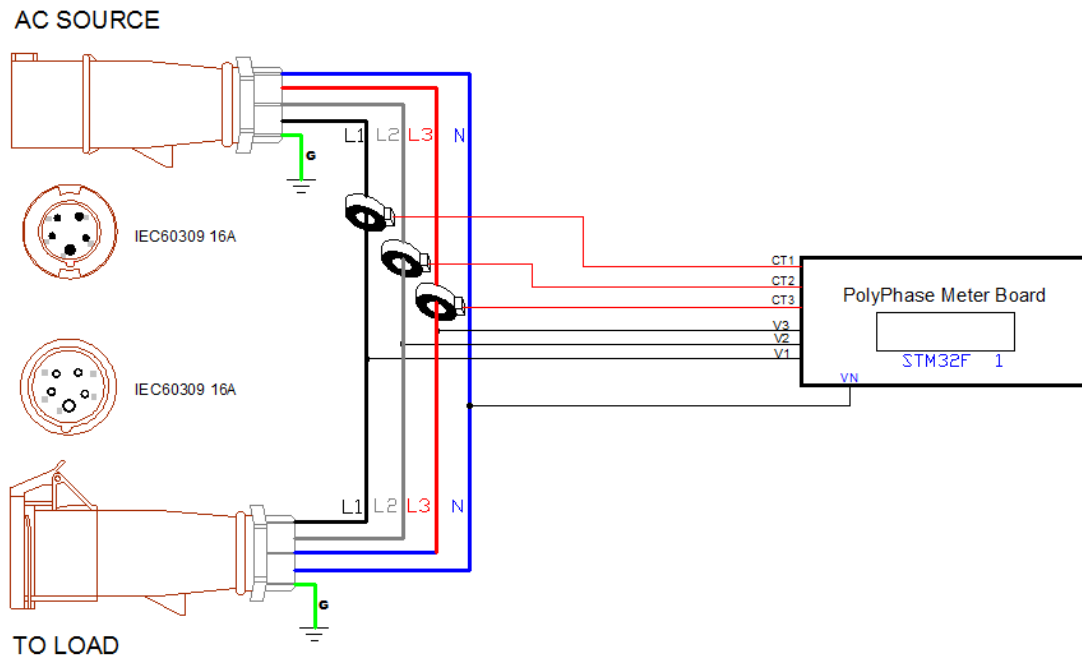 AC SOURCE
L1 L2 L3 N
G
IEC60309 16A
CT1
CT2
CT3
PolyPhase Meter Board
V3
V2
V1
STM32F 1
VN
IEC60309 16A
L1 L2 L3 N
G
TO LOAD